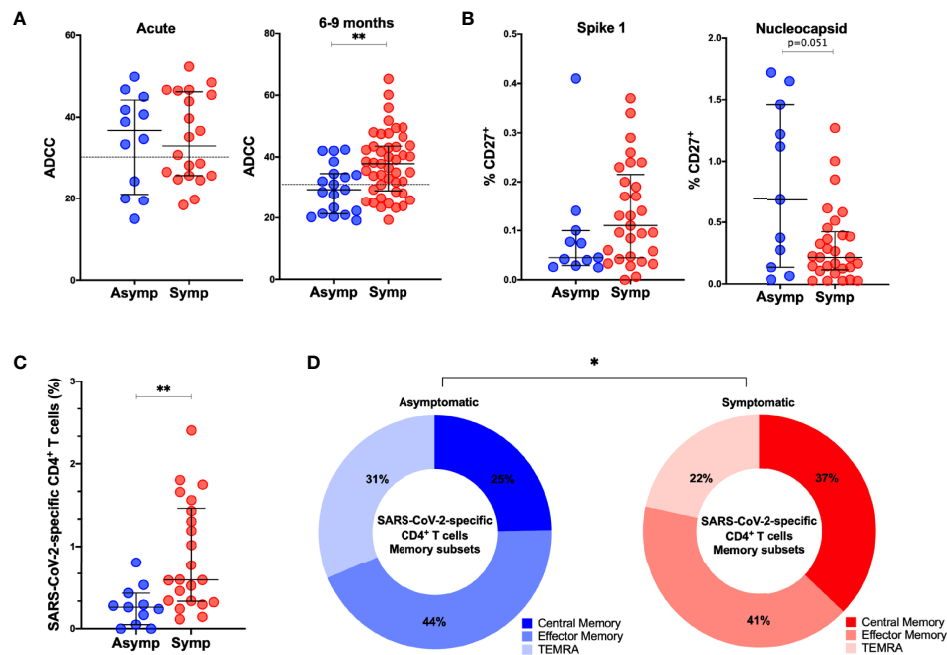 A
Acute
60
40
20
0
ADCC
Asymp Symp
6-9 months
**
80
60
40
20
0
ADCC
Asymp Symp
B
Spike 1
0.5
0.4
0.3
0.2
0.1
0.0
% CD27+
Asymp Symp
Nucleocapsid
p=0.051
2.0
1.5
1.0
0.5
0.0
% CD27+
Asymp Symp
C
**
3
2
1
0
SARS-CoV-2-specific CD4+ T cells (%)
Asymp Symp
D
*
Asymptomatic
31%
25%
44%
SARS-CoV-2-specific
CD4+ T cells
Memory subsets
Central Memory
Effector Memory
TEMRA
Symptomatic
22%
37%
41%
SARS-CoV-2-specific
CD4+ T cells
Memory subsets
Central Memory
Effector Memory
TEMRA